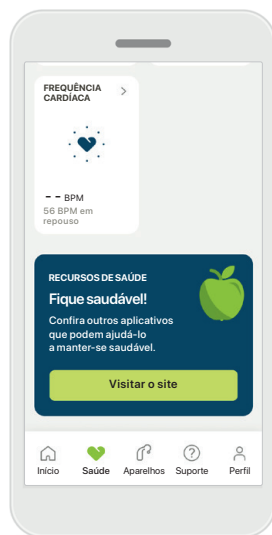 FREQUÊNCIA
CARDÍACA
-- BPM
56 BPM em
repouso
RECURSOS DE SAÚDE
Fique saudável!
Confira outros aplicativos
que podem ajudá-lo
a manter-se saudável.
Visitar o site
Início Saúde Aparelhos Suporte Perfil